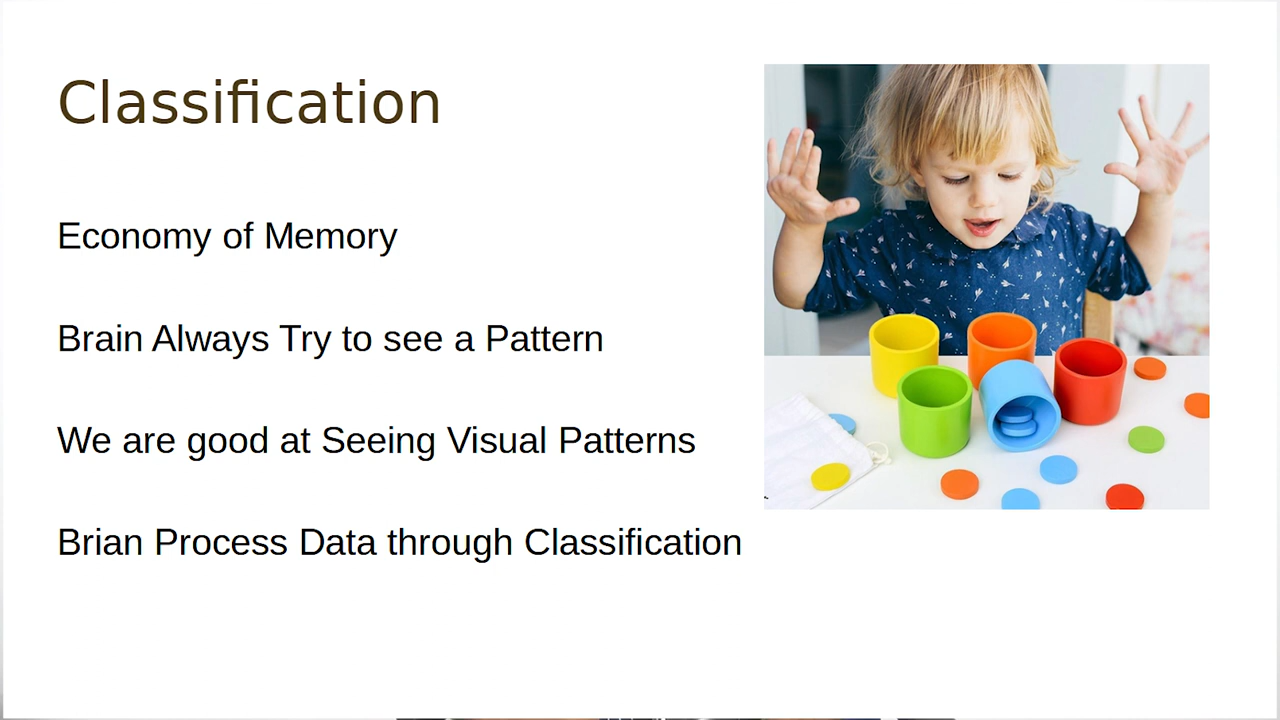 Classification
Economy of Memory
Brain Always Try to see a Pattern
We are good at Seeing Visual Patterns
Brian Process Data through Classification